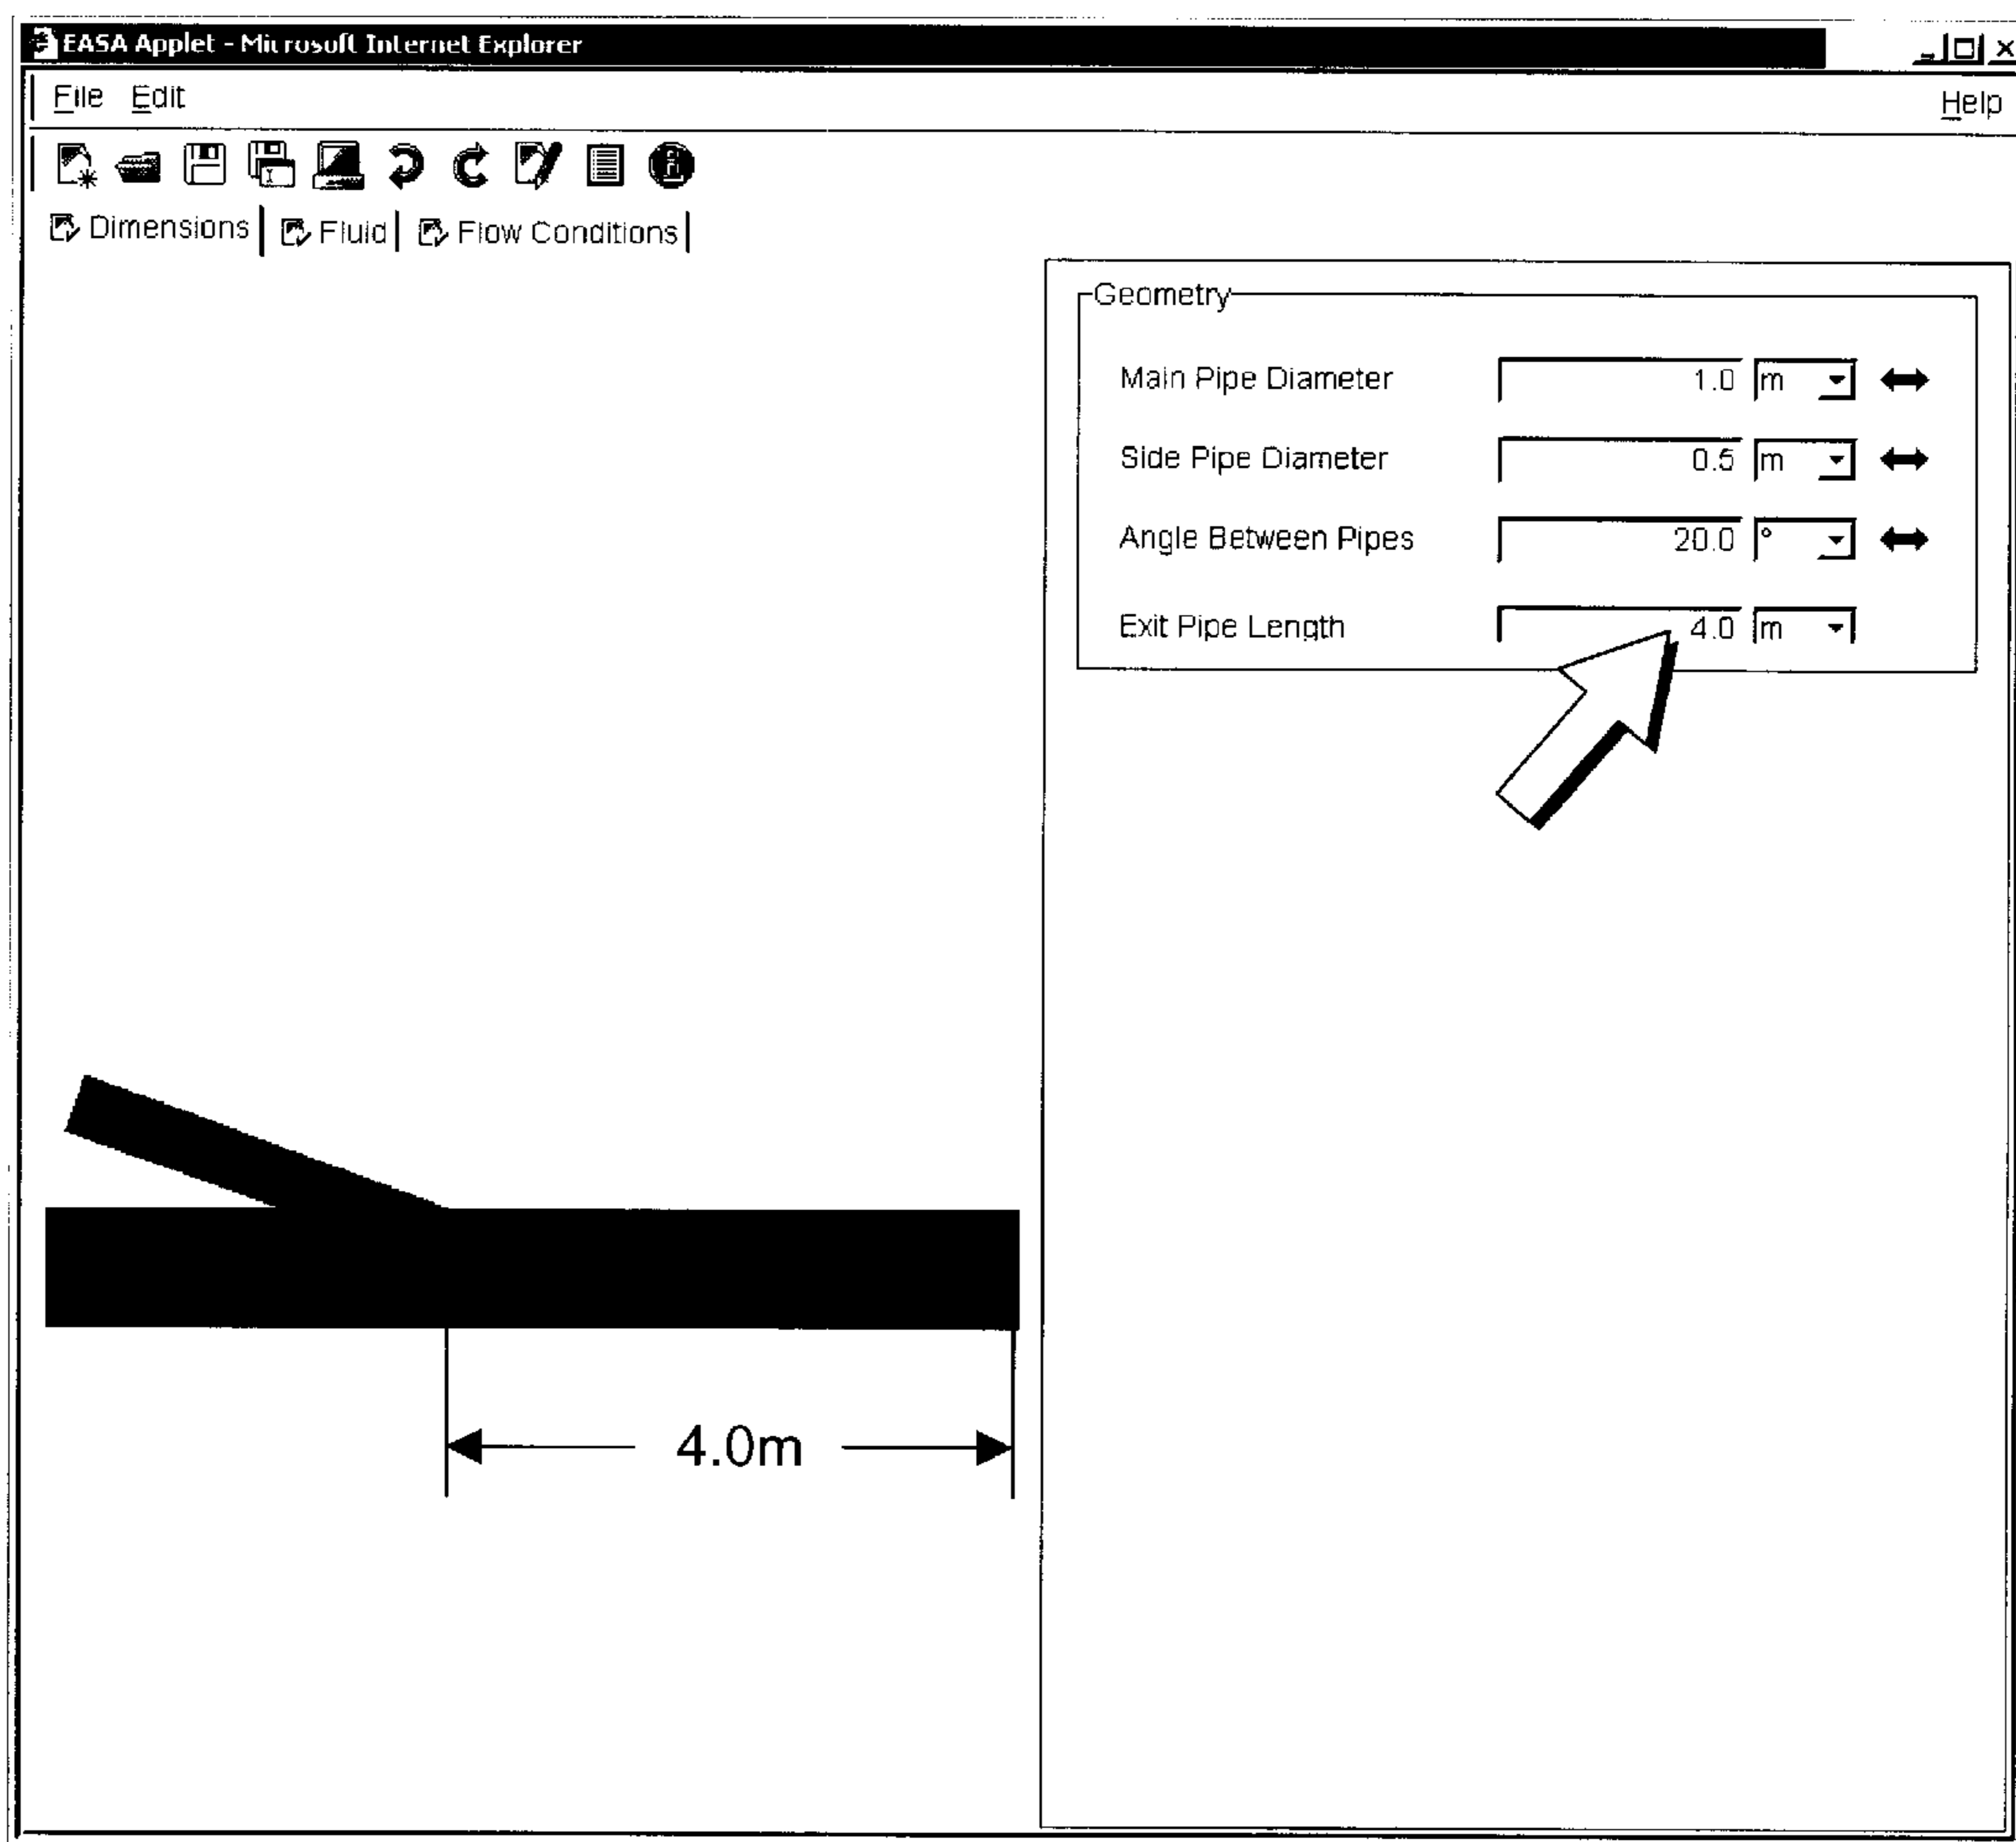 EASA Applet - Microsoft Internet Explorer
File Edit Help
Dimensions Fluid Flow Conditions
Geometry
Main Pipe Diameter 1.0 m
Side Pipe Diameter 0.5 m
Angle Between Pipes 20.0 °
Exit Pipe Length 4.0 m
4.0m